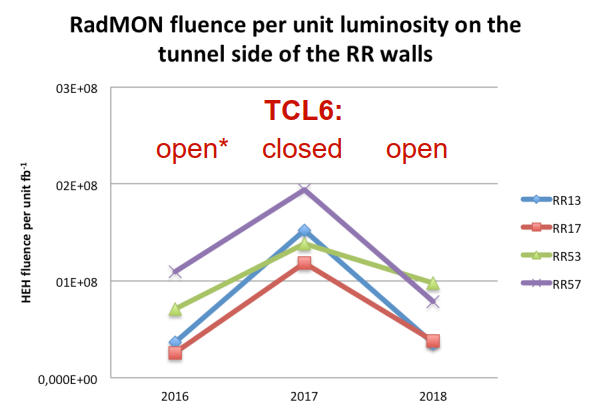 RadMON fluence per unit luminosity on the
tunnel side of the RR walls
03E+08
TCL6:
open* closed open
02E+08
RR13
RR17
01E+08
RR53
RR57
HEH fluence per unit fb-1
0,000E+00
2016 2017 2018